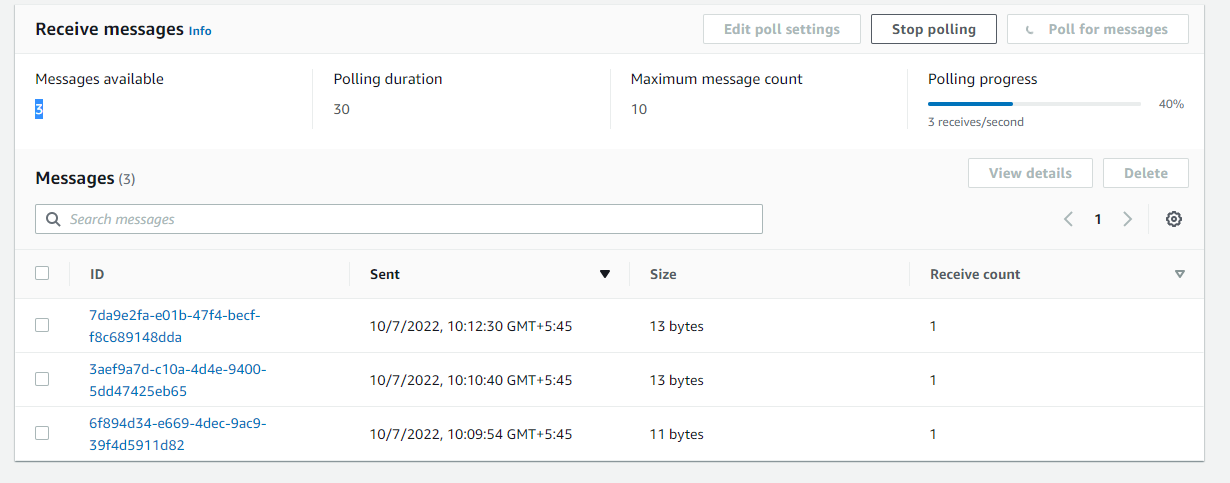 Receive messages Info
Edit poll settings
Stop polling
Poll for messages
Messages available
Polling duration
Maximum message count
Polling progress
3
30
10
40%
3 receives/second
Messages (3)
View details
Delete
Search messages
1
ID
Sent
Size
Receive count
7da9e2fa-e01b-47f4-becf-
f8c689148dda
10/7/2022, 10:12:30 GMT+5:45
13 bytes
1
3aef9a7d-c10a-4d4e-9400-
5dd47425eb65
10/7/2022, 10:10:40 GMT+5:45
13 bytes
1
6f894d34-e669-4dec-9ac9-
39f4d5911d82
10/7/2022, 10:09:54 GMT+5:45
11 bytes
1